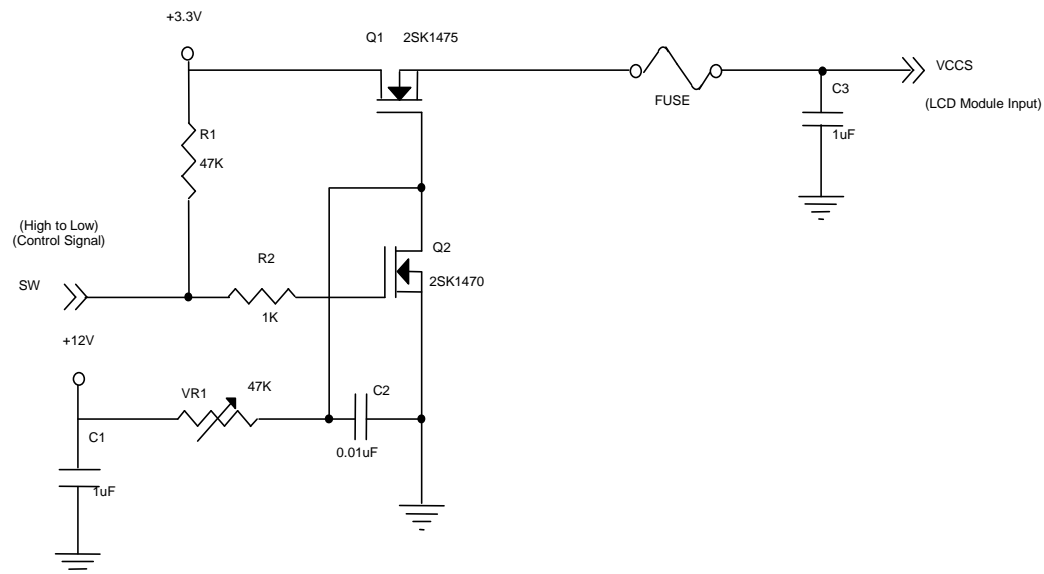 +3.3V
Q1 2SK1475
VCCS
(LCD Module Input)
FUSE
C3
1uF
R1
47K
(High to Low)
(Control Signal)
SW
R2
1K
Q2
2SK1470
+12V
VR1
47K
C2
0.01uF
C1
1uF